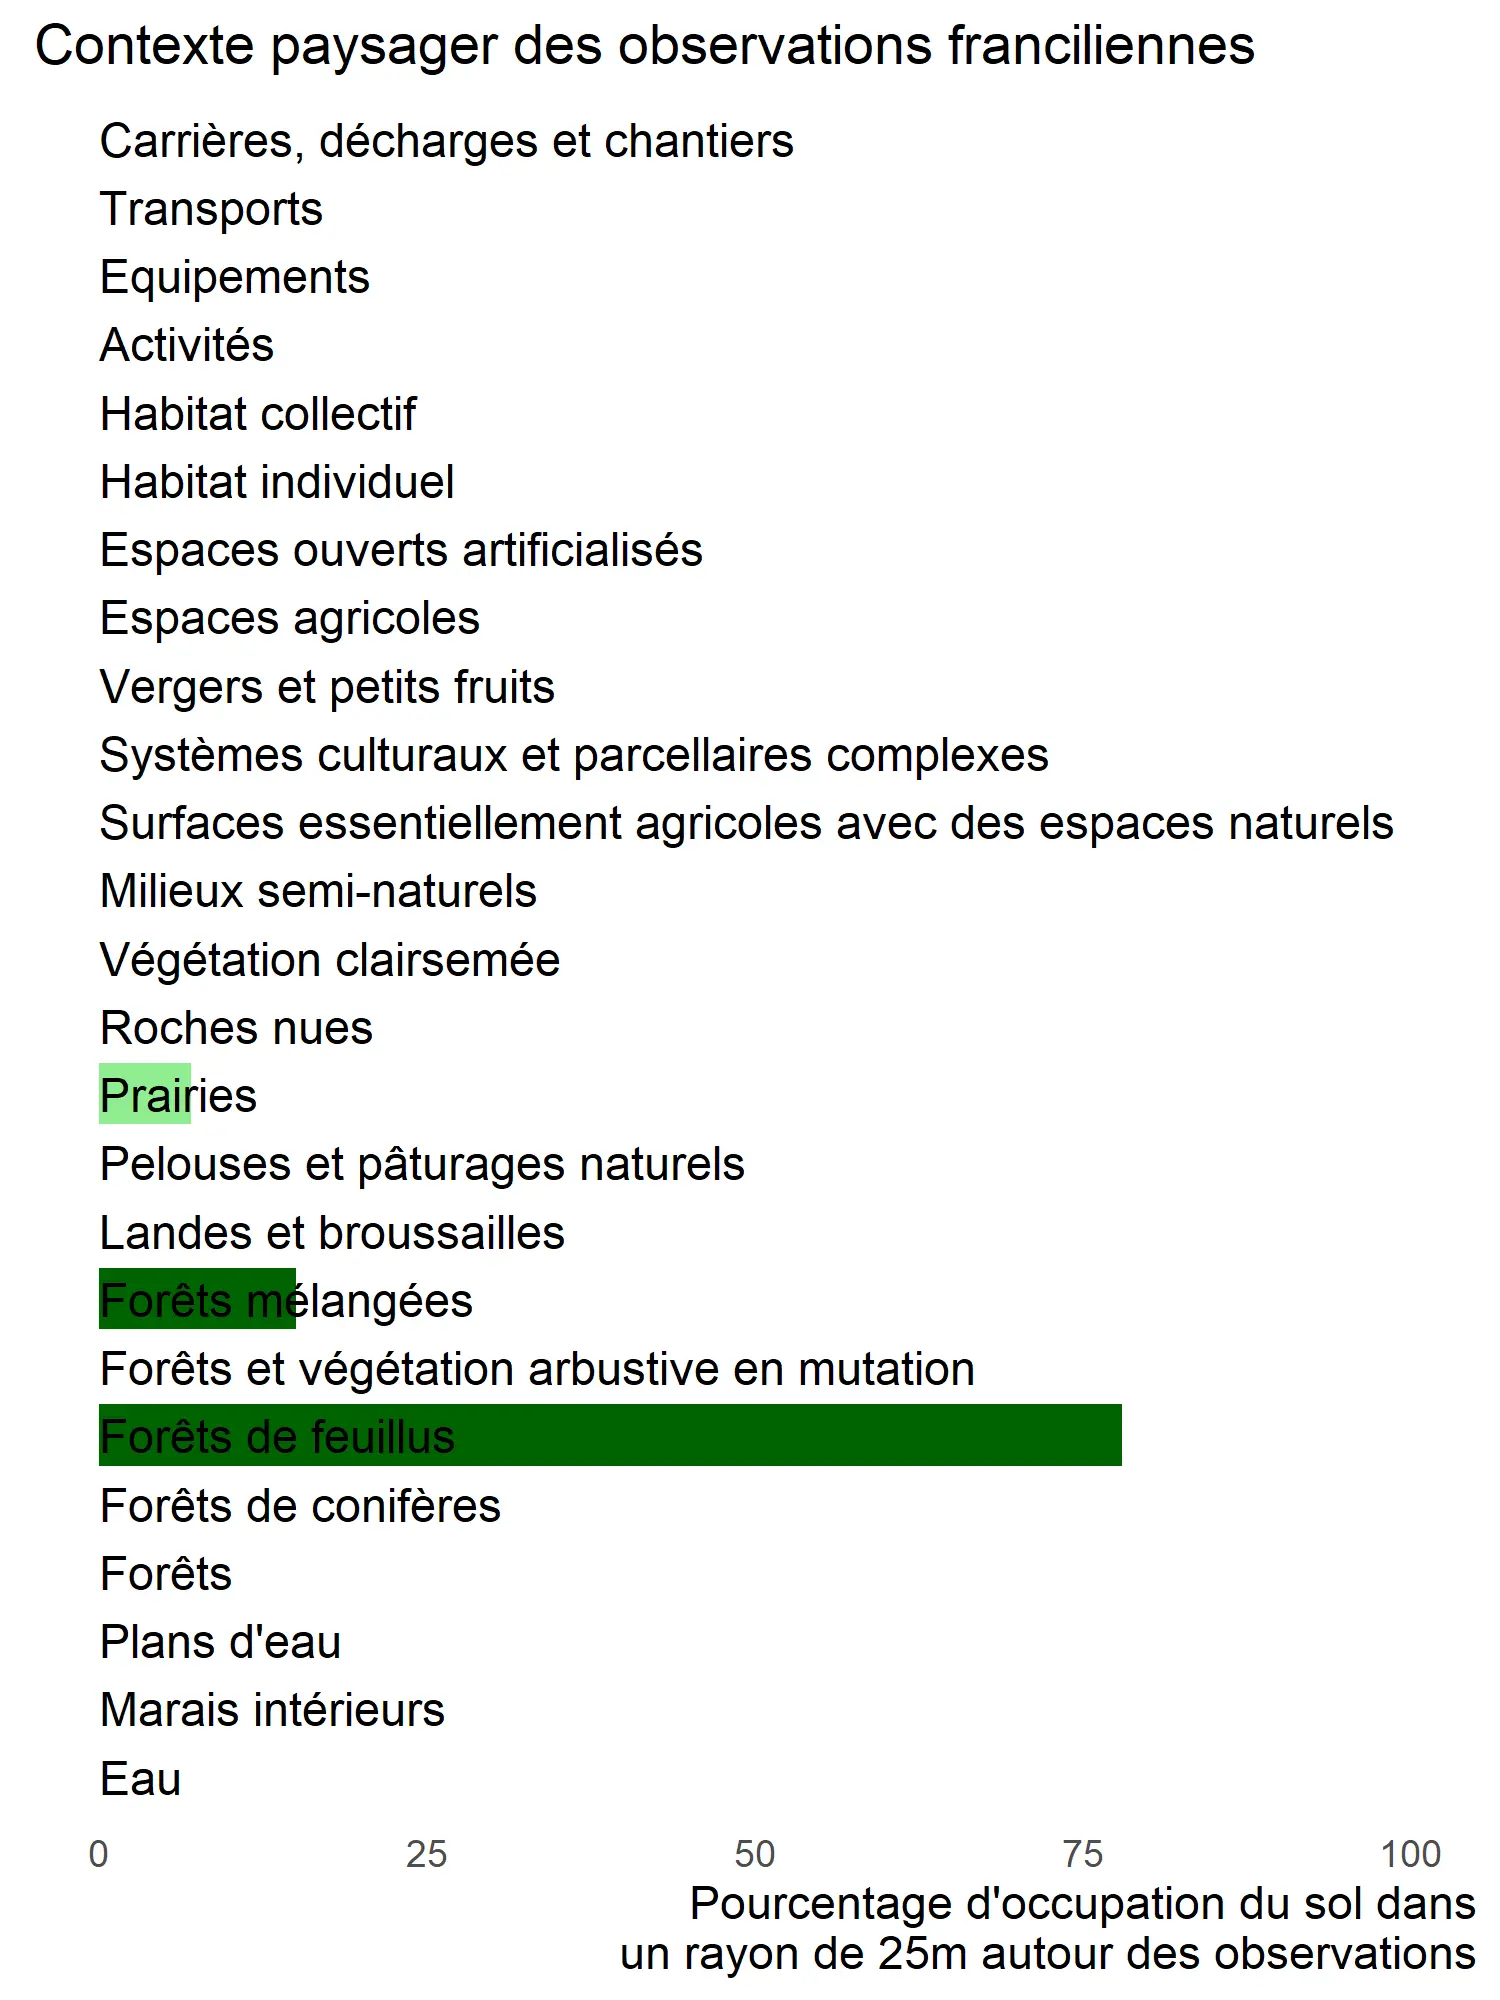 Contexte paysager des observations franciliennes
Carrières, décharges et chantiers
Transports
Equipements
Activités
Habitat collectif
Habitat individuel
Espaces ouverts artificialisés
Espaces agricoles
Vergers et petits fruits
Systèmes culturaux et parcellaires complexes
Surfaces essentiellement agricoles avec des espaces naturels
Milieux semi-naturels
Végétation clairsemée
Roches nues
Prairies
Pelouses et pâturages naturels
Landes et broussailles
Forêts mélangées
Forêts et végétation arbustive en mutation
Forêts de feuillus
Forêts de conifères
Forêts
Plans d'eau
Marais intérieurs
Eau
0 25 50 75 100
Pourcentage d'occupation du sol dans
un rayon de 25m autour des observations